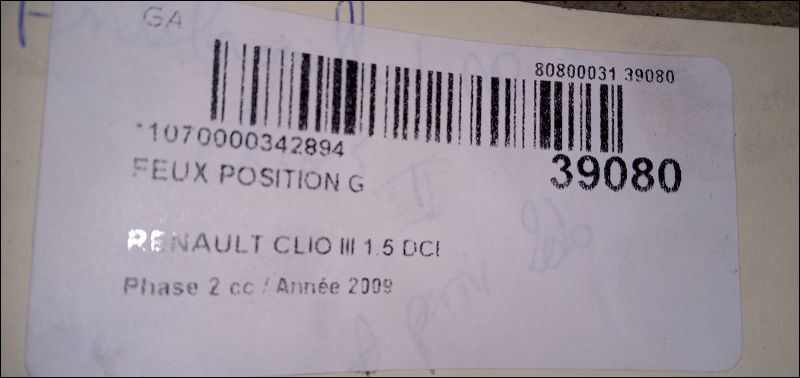 GA
80800031 39080
*1070000342894
39080
FEUX POSITION G
RENAULT CLIO III 1.5 DCI
Phase 2 cc / Année 2009